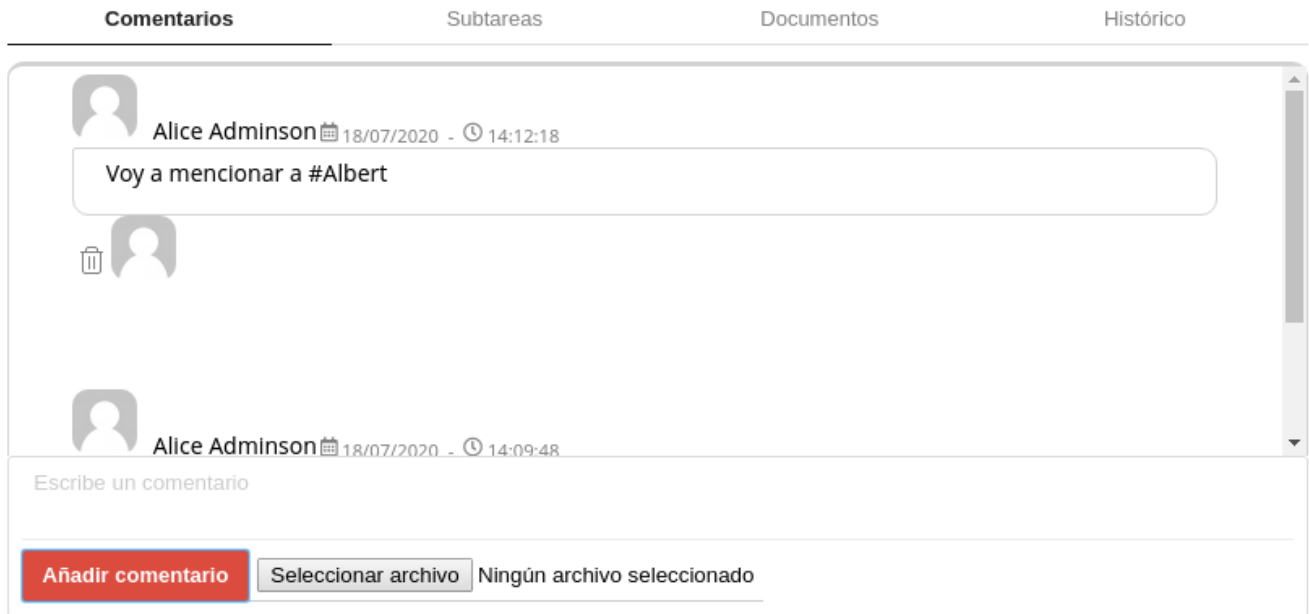 Comentarios Subtareas Documentos Histórico
Alice Adminson 18/07/2020 - 14:12:18
Voy a mencionar a #Albert
Alice Adminson 18/07/2020 - 14:09:48
Escribe un comentario
Añadir comentario Seleccionar archivo Ningún archivo seleccionado